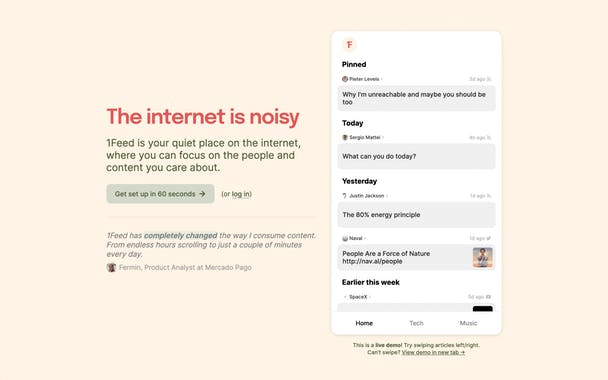 The internet is noisy
1Feed is your quiet place on the internet,
where you can focus on the people and
content you care about.
Get set up in 60 seconds → (or log in)
1Feed has completely changed the way I consume content.
From endless hours scrolling to just a couple of minutes
every day.
Fermin, Product Analyst at Mercado Pago
1F
Pinned
Pieter Levels › 3d ago
Why I'm unreachable and maybe you should be
too
Today
Sergio Mattei › 4h ago
What can you do today?
Yesterday
Justin Jackson › 1d ago
The 80% energy principle
Naval › 1d ago
People Are a Force of Nature
http://nav.al/people
Earlier this week
SpaceX › 5d ago
Home Tech Music
This is a live demo! Try swiping articles left/right.
Can't swipe? View demo in new tab →